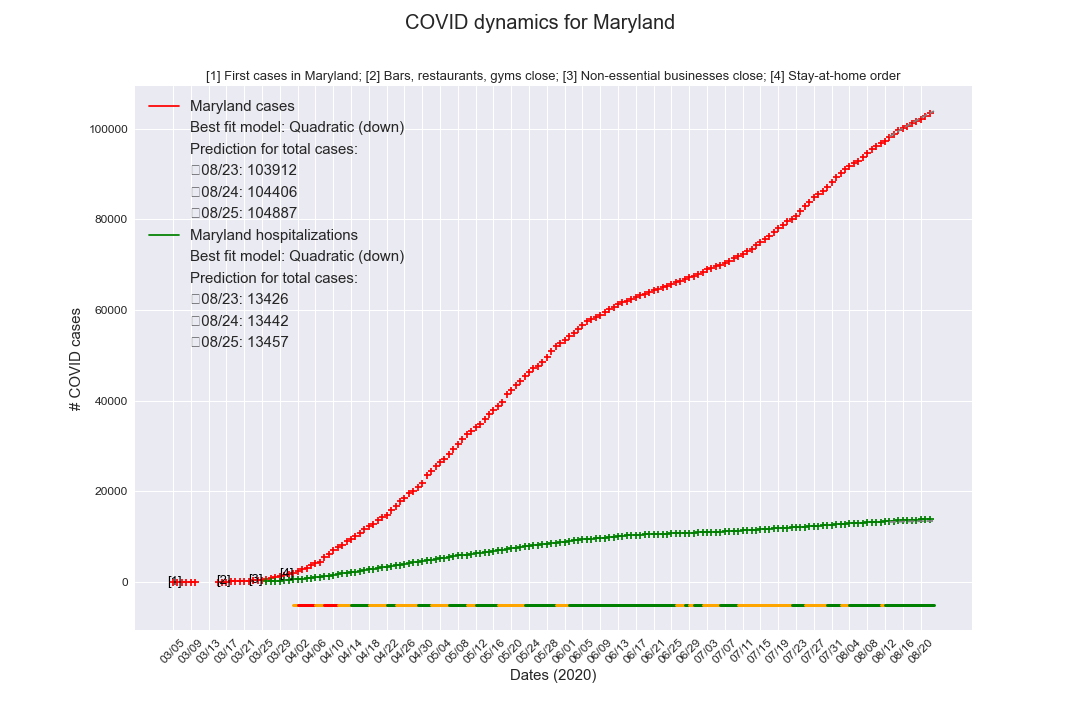 COVID dynamics for Maryland
[1] First cases in Maryland; [2] Bars, restaurants, gyms close; [3] Non-essential businesses close; [4] Stay-at-home order
Maryland cases
Best fit model: Quadratic (down)
Prediction for total cases:
08/23: 103912
08/24: 104406
08/25: 104887
Maryland hospitalizations
Best fit model: Quadratic (down)
Prediction for total cases:
08/23: 13426
08/24: 13442
08/25: 13457
# COVID cases
100000
80000
60000
40000
20000
0
[1] [2] [3] [4]
03/05 03/09 03/13 03/17 03/21 03/25 03/29 04/02 04/06 04/10 04/14 04/18 04/22 04/26 04/30 05/04 05/08 05/12 05/16 05/20 05/24 05/28 06/01 06/05 06/09 06/13 06/17 06/21 06/25 06/29 07/03 07/07 07/11 07/15 07/19 07/23 07/27 07/31 08/04 08/08 08/12 08/16 08/20
Dates (2020)